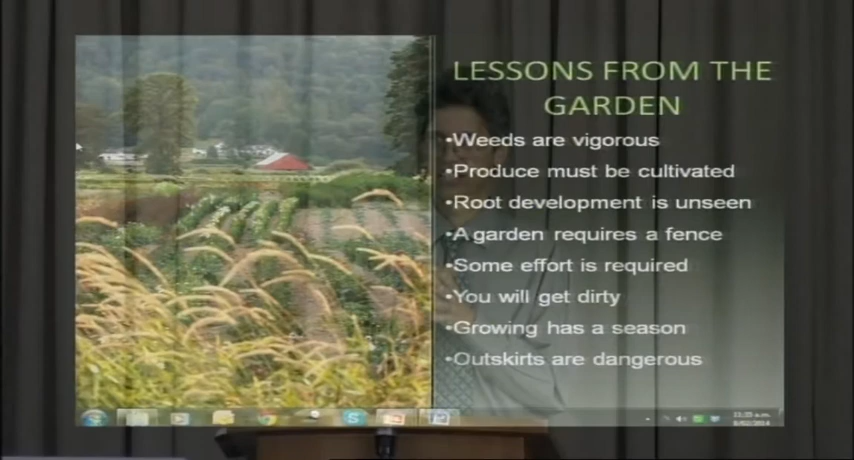 LESSONS FROM THE
GARDEN
•Weeds are vigorous
•Produce must be cultivated
•Root development is unseen
•A garden requires a fence
•Some effort is required
•You will get dirty
•Growing has a season
•Outskirts are dangerous